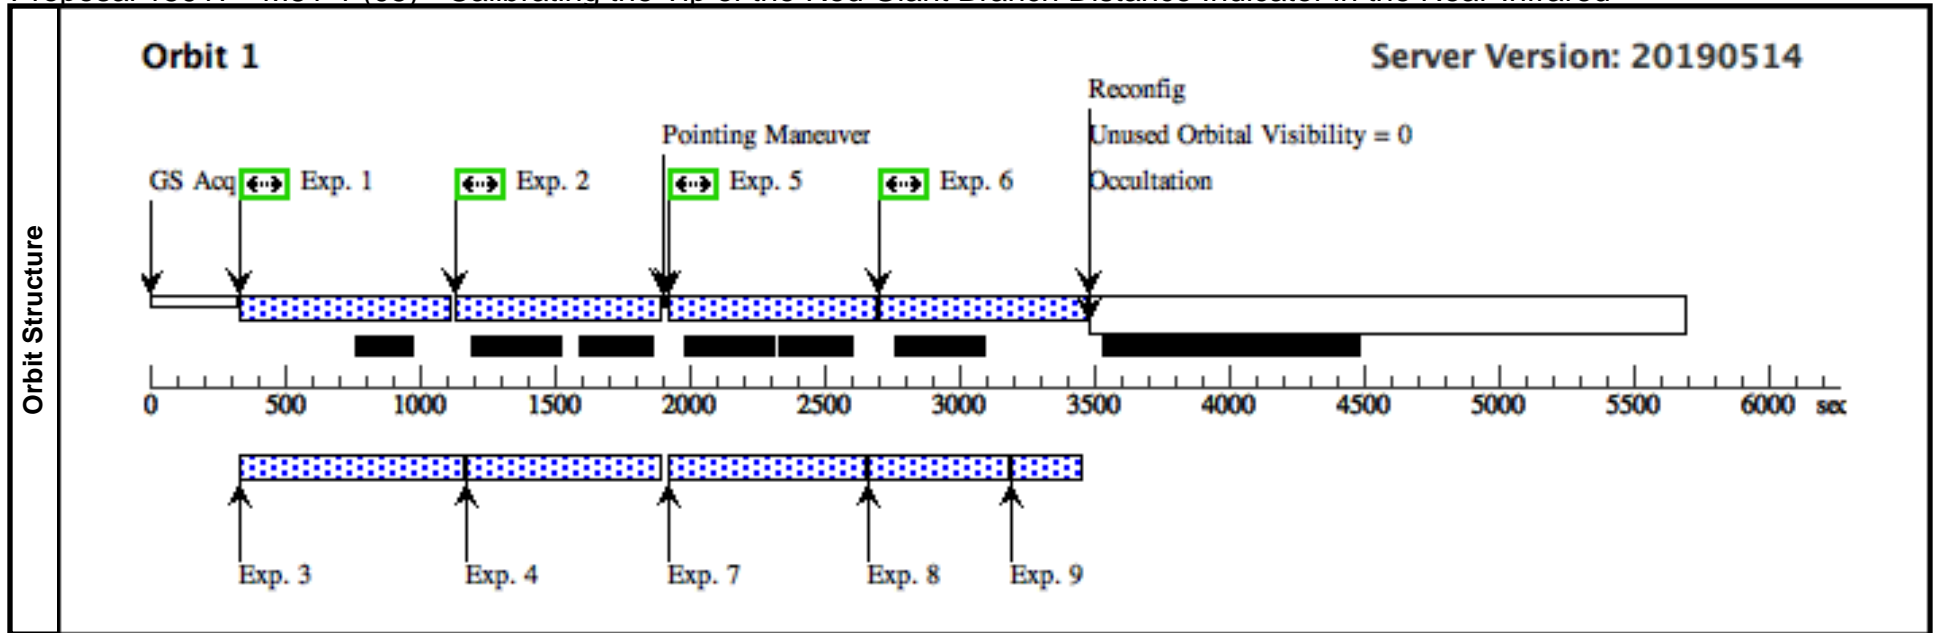 Orbit 1
Server Version: 20190514
Reconfig
Pointing Maneuver
Unused Orbital Visibility = 0
GS Acq
Exp. 1
Exp. 2
Exp. 5
Exp. 6
Occultation
Orbit Structure
0 500 1000 1500 2000 2500 3000 3500 4000 4500 5000 5500 6000 sec
Exp. 3
Exp. 4
Exp. 7
Exp. 8
Exp. 9